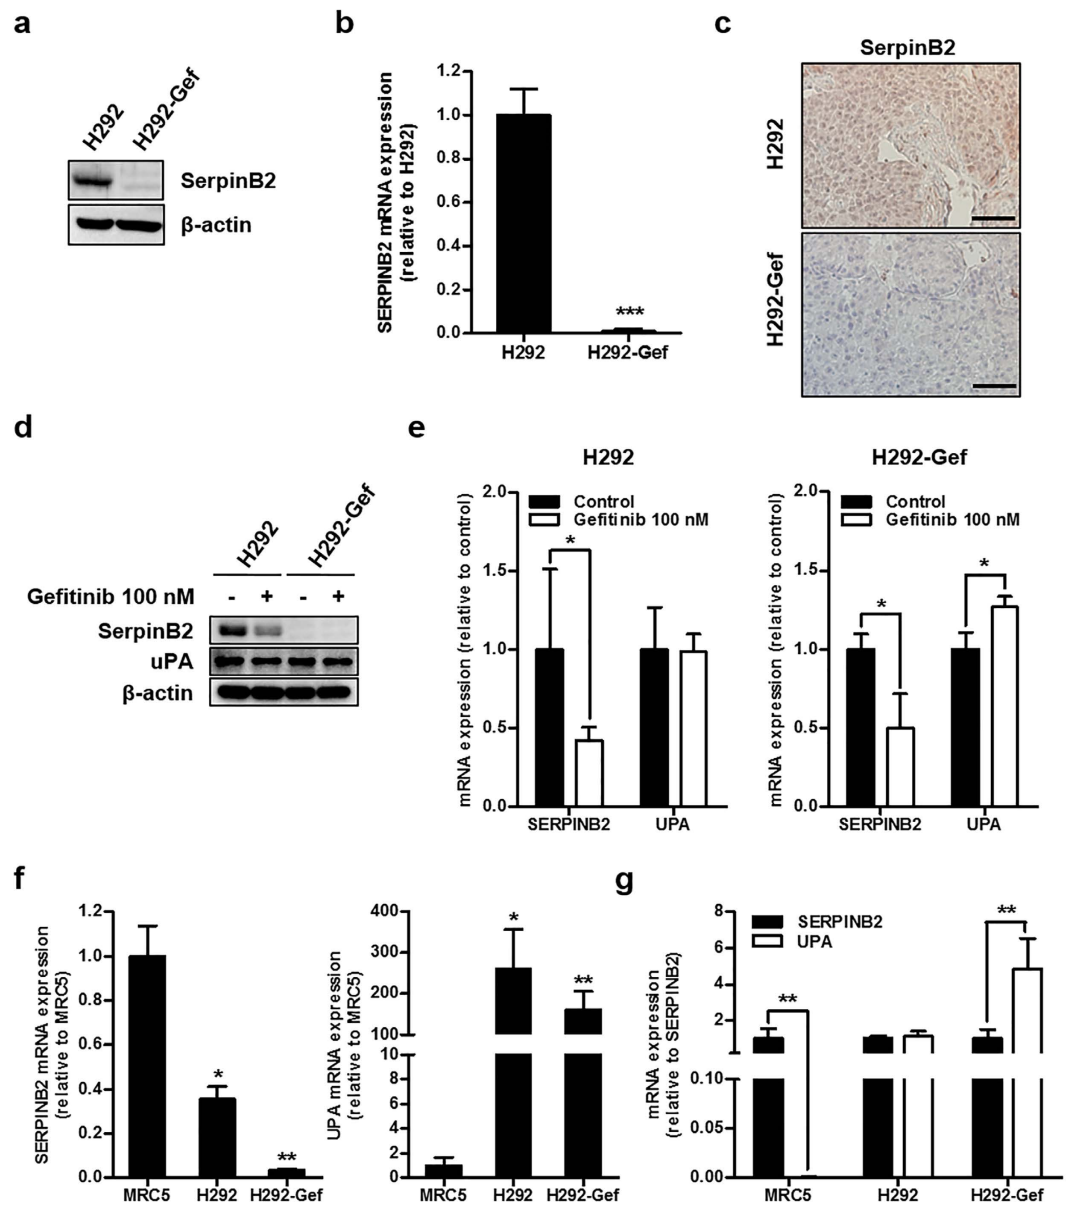 a
H292
H292-Gef
SerpinB2
β-actin
b
SERPINB2 mRNA expression
(relative to H292)
1.2
1.0
0.8
0.6
0.4
0.2
0.0
***
H292
H292-Gef
c
SerpinB2
H292
H292-Gef
d
H292
H292-Gef
Gefitinib 100 nM
- + - +
SerpinB2
uPA
β-actin
e
H292
mRNA expression (relative to control)
2.0
1.5
1.0
0.5
0.0
Control
Gefitinib 100 nM
*
SERPINB2
UPA
H292-Gef
mRNA expression (relative to control)
2.0
1.5
1.0
0.5
0.0
Control
Gefitinib 100 nM
*
*
SERPINB2
UPA
f
SERPINB2 mRNA expression
(relative to MRC5)
1.2
1.0
0.8
0.6
0.4
0.2
0.0
*
**
MRC5
H292
H292-Gef
UPA mRNA expression
(relative to MRC5)
400
300
200
100
10
8
6
4
2
0
*
**
MRC5
H292
H292-Gef
g
mRNA expression
(relative to SERPINB2)
8
6
4
2
0.10
0.05
0.00
SERPINB2
UPA
**
**
MRC5
H292
H292-Gef